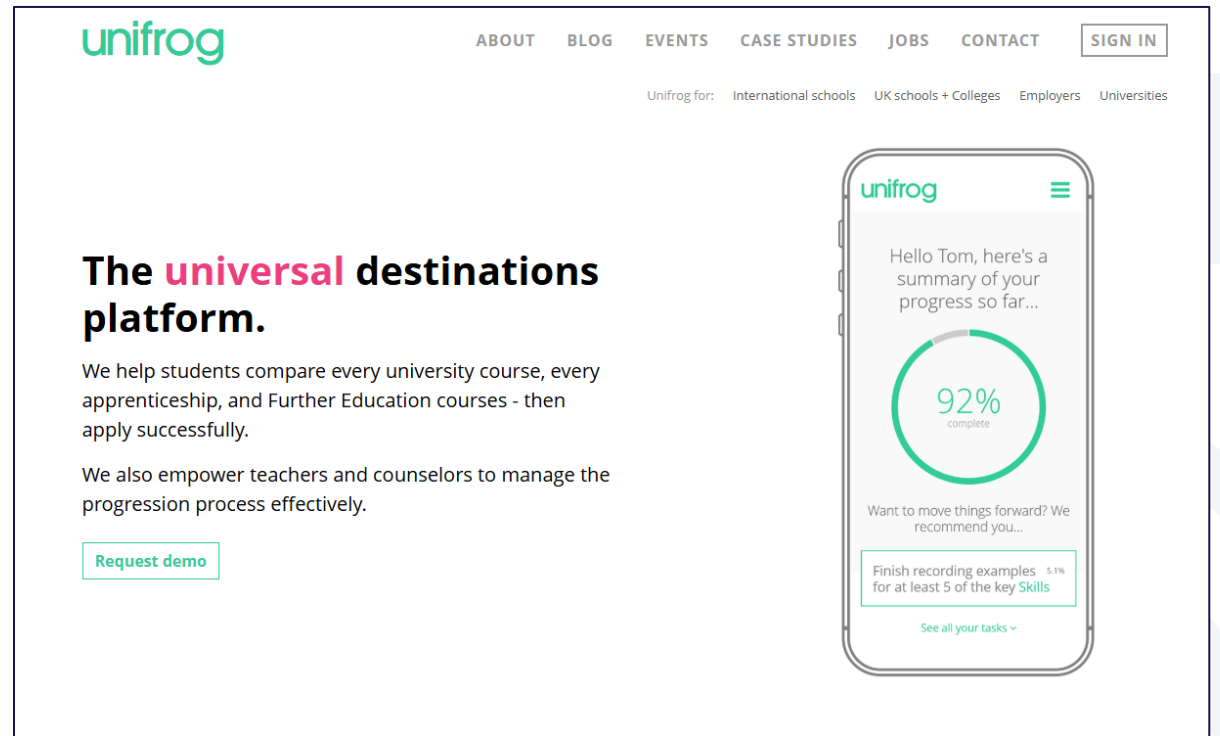 unifrog
ABOUT BLOG EVENTS CASE STUDIES JOBS CONTACT SIGN IN
Unifrog for: International schools UK schools + Colleges Employers Universities
The universal destinations
platform.
We help students compare every university course, every
apprenticeship, and Further Education courses - then
apply successfully.
We also empower teachers and counselors to manage the
progression process effectively.
Request demo
unifrog
Hello Tom, here's a
summary of your
progress so far...
92%
complete
Want to move things forward? We
recommend you...
Finish recording examples 5.1%
for at least 5 of the key Skills
See all your tasks